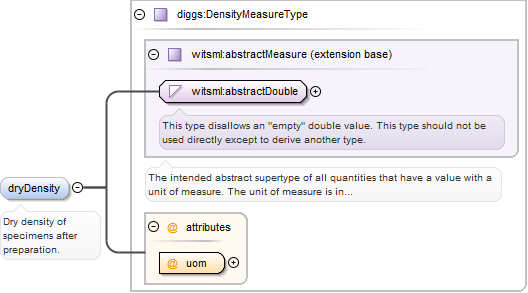 diggs:DensityMeasureType
witsml:abstractMeasure (extension base)
witsml:abstractDouble
This type disallows an "empty" double value. This type should not be
used directly except to derive another type.
The intended abstract supertype of all quantities that have a value with a
unit of measure. The unit of measure is in...
dryDensity
Dry density of
specimens after
preparation.
@ attributes
@ uom